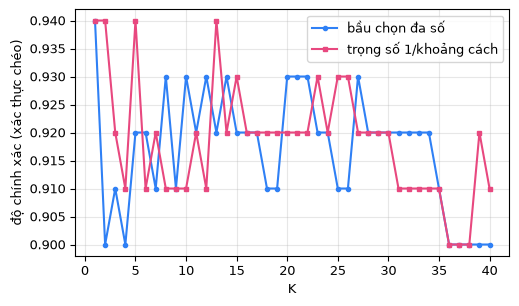 bầu chọn đa số
trọng số 1/khoảng cách
độ chính xác (xác thực chéo)
0.940
0.935
0.930
0.925
0.920
0.915
0.910
0.905
0.900
0 5 10 15 20 25 30 35 40
K